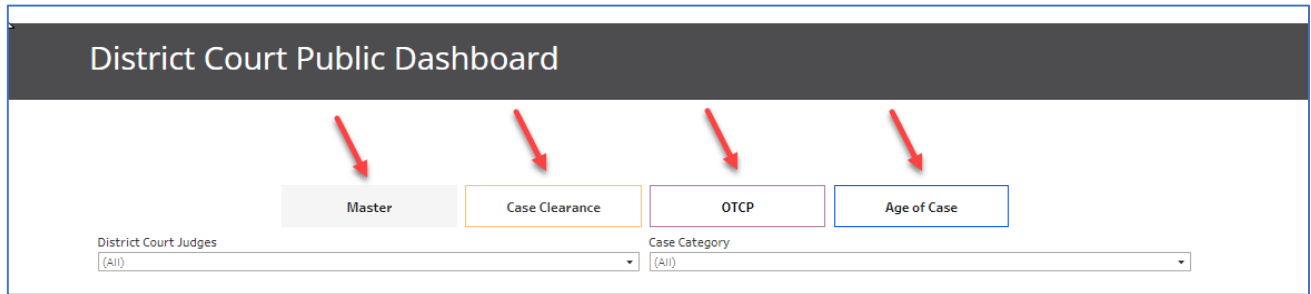 District Court Public Dashboard
Master Case Clearance OTCP Age of Case
District Court Judges Case Category
(All) (All)